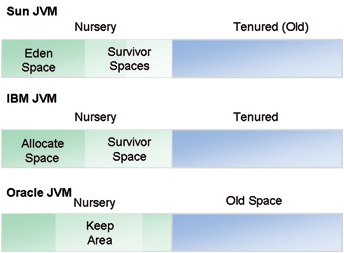 Sun JVM
Nursery Tenured (Old)
Eden Survivor
Space Spaces
IBM JVM
Nursery Tenured
Allocate Survivor
Space Space
Oracle JVM
Nursery Old Space
Keep
Area